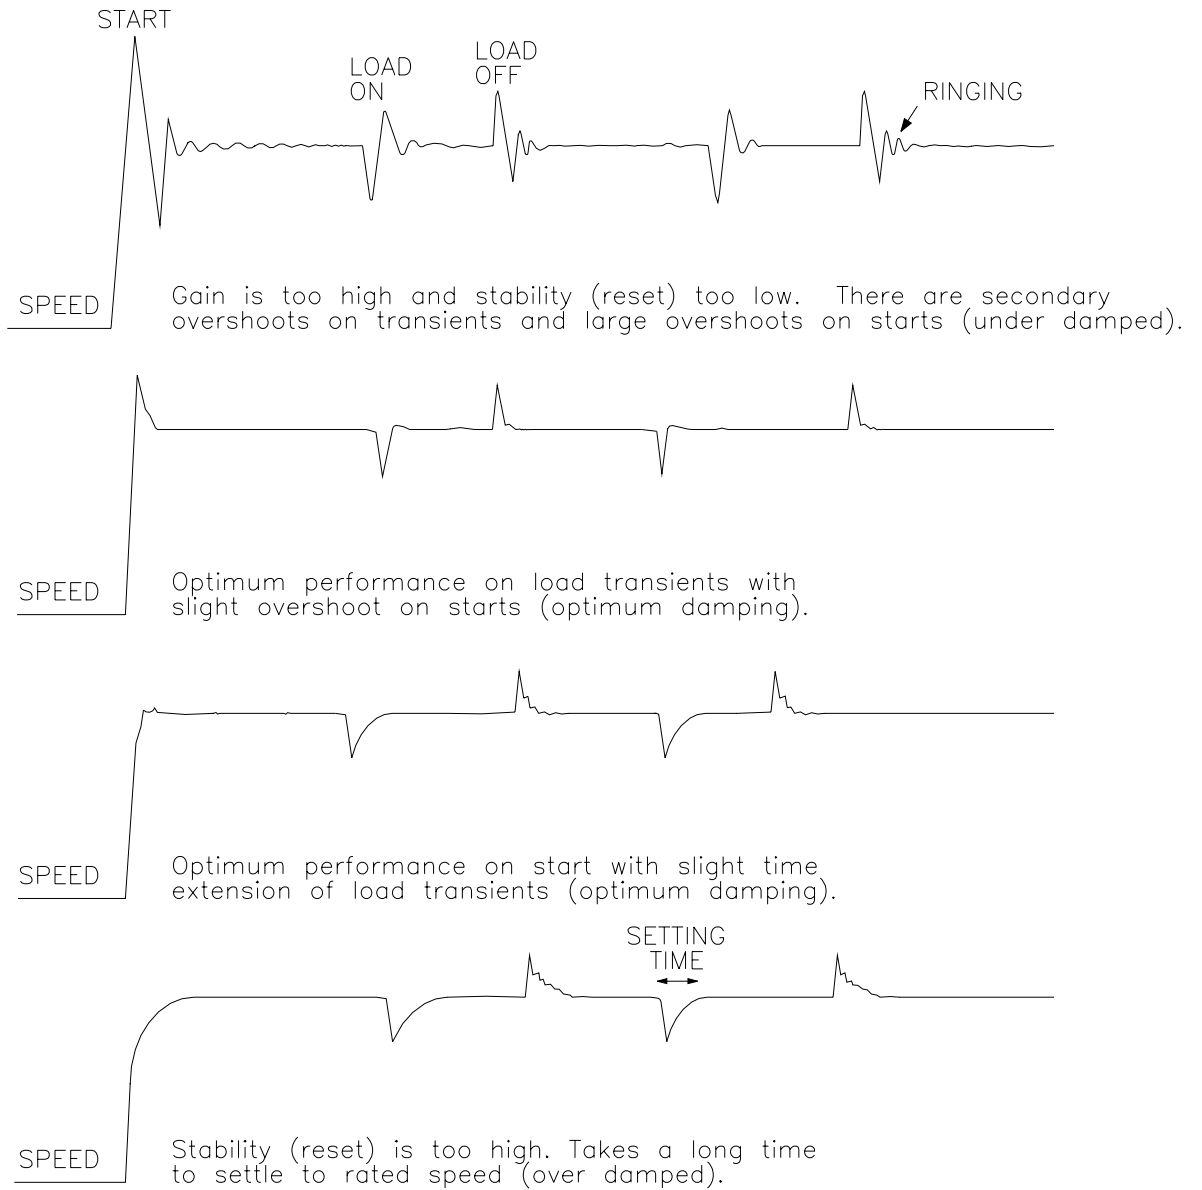 START
LOAD
ON
LOAD
OFF
RINGING
SPEED
Gain is too high and stability (reset) too low. There are secondary
overshoots on transients and large overshoots on starts (under damped).
SPEED
Optimum performance on load transients with
slight overshoot on starts (optimum damping).
SPEED
Optimum performance on start with slight time
extension of load transients (optimum damping).
SETTING
TIME
SPEED
Stability (reset) is too high. Takes a long time
to settle to rated speed (over damped).